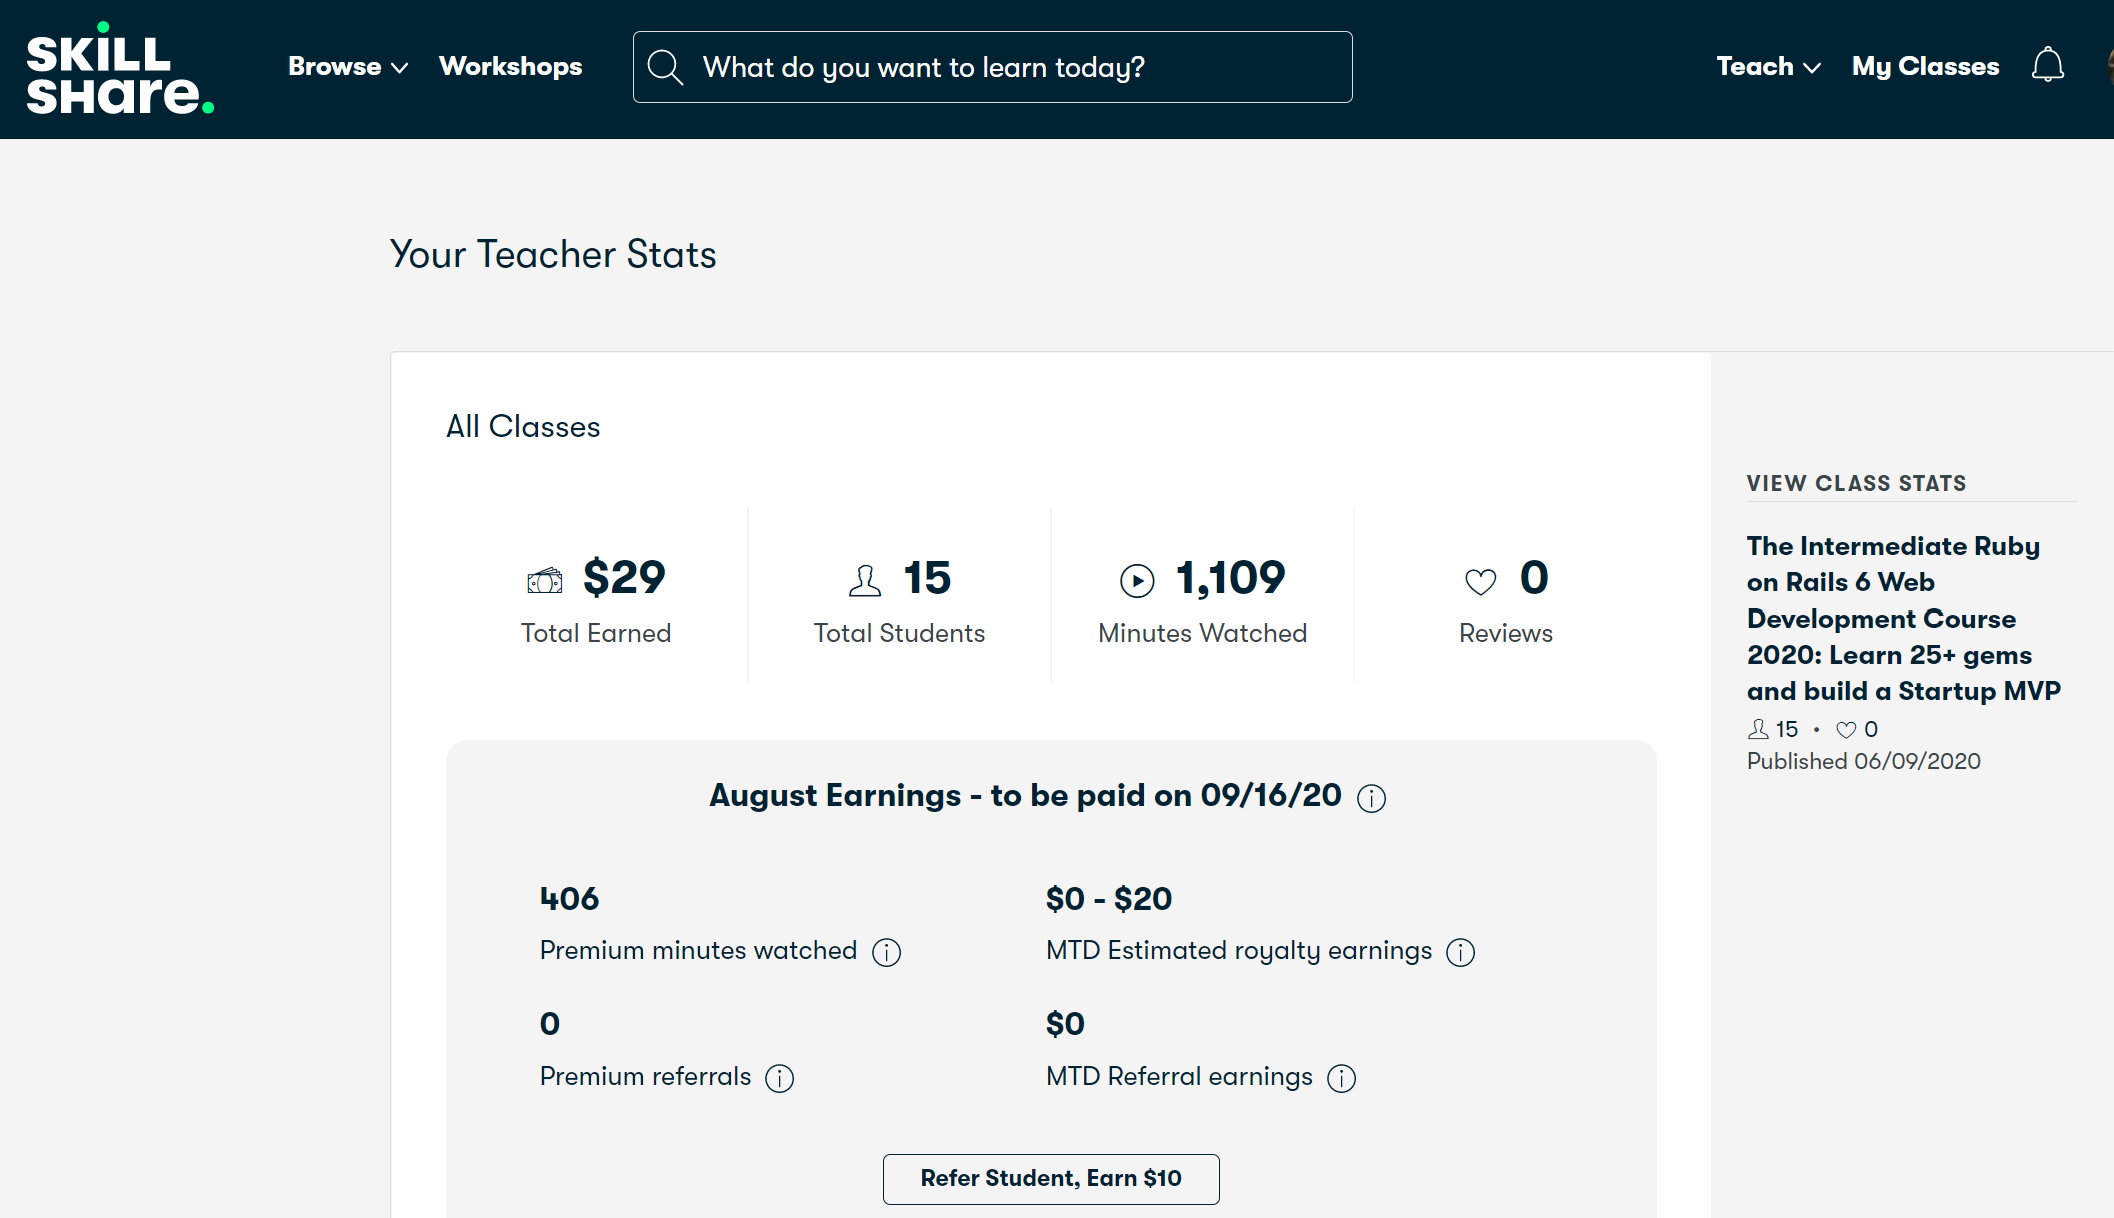 SKILL
SHare.
Browse
Workshops
What do you want to learn today?
Teach
My Classes
Your Teacher Stats
All Classes
$29
Total Earned
15
Total Students
1,109
Minutes Watched
0
Reviews
August Earnings - to be paid on 09/16/20
406
Premium minutes watched
$0 - $20
MTD Estimated royalty earnings
0
Premium referrals
$0
MTD Referral earnings
Refer Student, Earn $10
VIEW CLASS STATS
The Intermediate Ruby
on Rails 6 Web
Development Course
2020: Learn 25+ gems
and build a Startup MVP
15 • 0
Published 06/09/2020